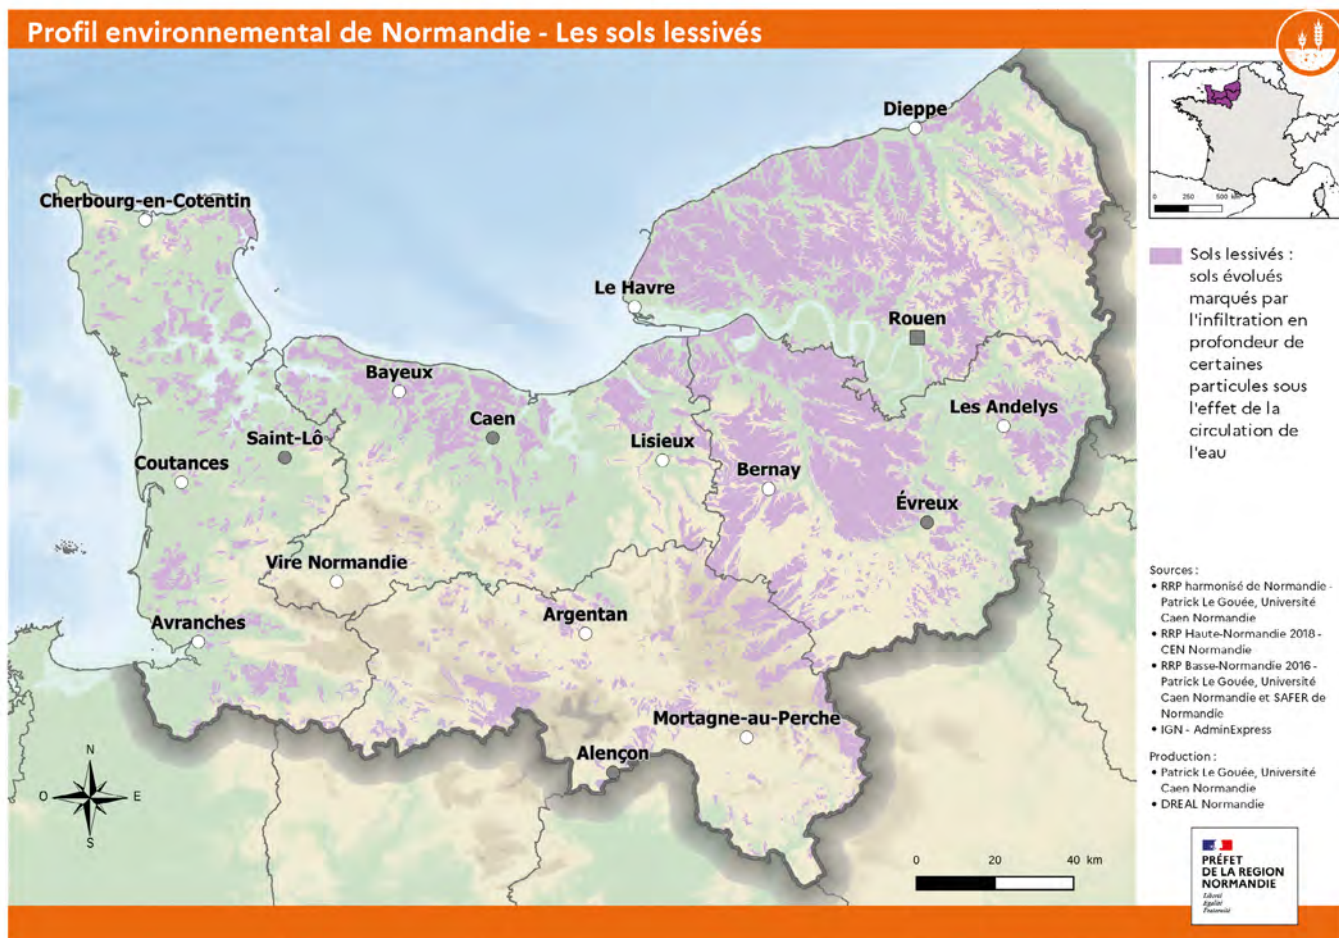 Profil environnemental de Normandie - Les sols lessivés
Dieppe
Cherbourg-en-Cotentin
Le Havre
Rouen
Bayeux
Caen
Les Andelys
Saint-Lô
Lisieux
Coutances
Bernay
Évreux
Vire Normandie
Argentan
Avranches
Mortagne-au-Perche
Alençon
N
O
E
S
0
20
40 km
0
250
500 km
Sols lessivés :
sols évolués
marqués par
l'infiltration en
profondeur de
certaines
particules sous
l'effet de la
circulation de
l'eau
Sources :
• RRP harmonisé de Normandie -
Patrick Le Gouée, Université
Caen Normandie
• RRP Haute-Normandie 2018 -
CEN Normandie
• RRP Basse-Normandie 2016 -
Patrick Le Gouée, Université
Caen Normandie et SAFER de
Normandie
• IGN - AdminExpress
Production :
• Patrick Le Gouée, Université
Caen Normandie
• DREAL Normandie
PRÉFET
DE LA REGION
NORMANDIE
Liberté
Égalité
Fraternité